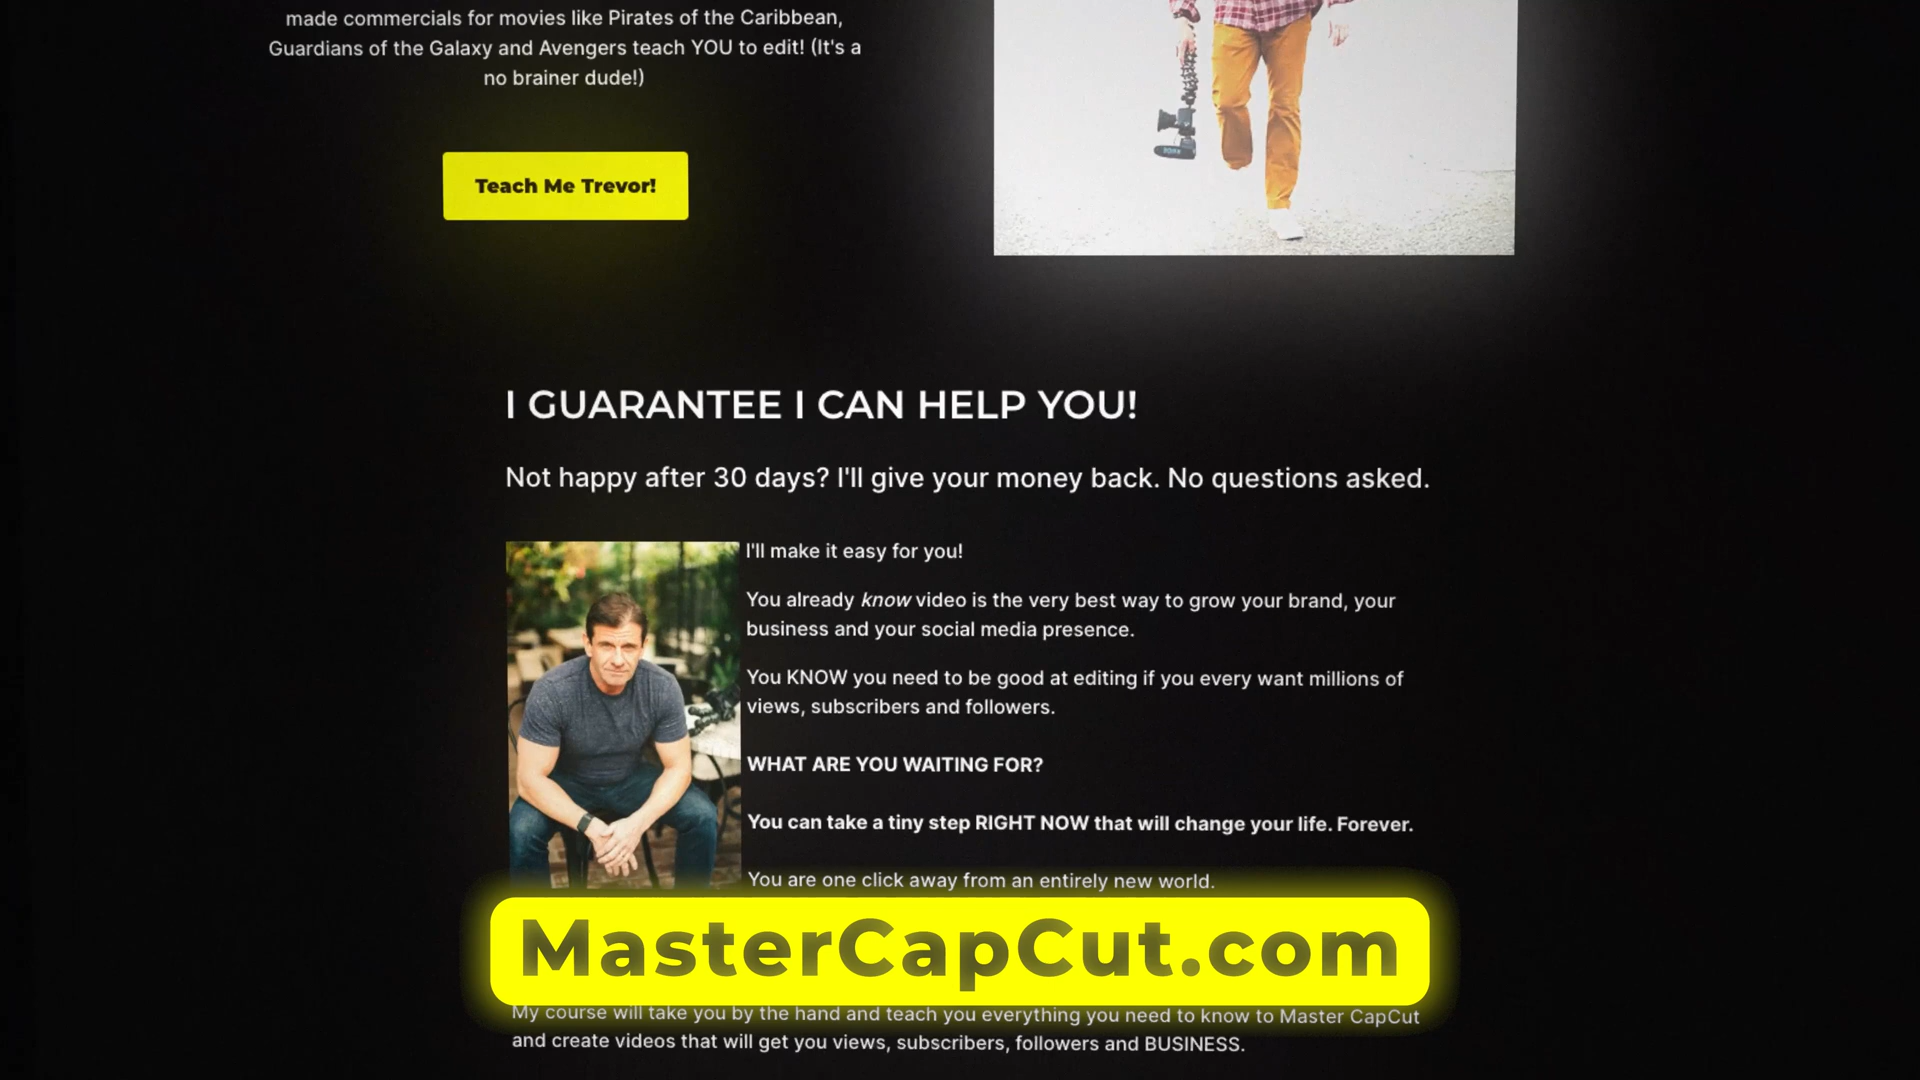 made commercials for movies like Pirates of the Caribbean,
Guardians of the Galaxy and Avengers teach YOU to edit! (It's a
no brainer dude!)
Teach Me Trevor!
I GUARANTEE I CAN HELP YOU!
Not happy after 30 days? I'll give your money back. No questions asked.
I'll make it easy for you!
You already know video is the very best way to grow your brand, your
business and your social media presence.
You KNOW you need to be good at editing if you every want millions of
views, subscribers and followers.
WHAT ARE YOU WAITING FOR?
You can take a tiny step RIGHT NOW that will change your life. Forever.
You are one click away from an entirely new world.
MasterCapCut.com
My course will take you by the hand and teach you everything you need to know to Master CapCut
and create videos that will get you views, subscribers, followers and BUSINESS.